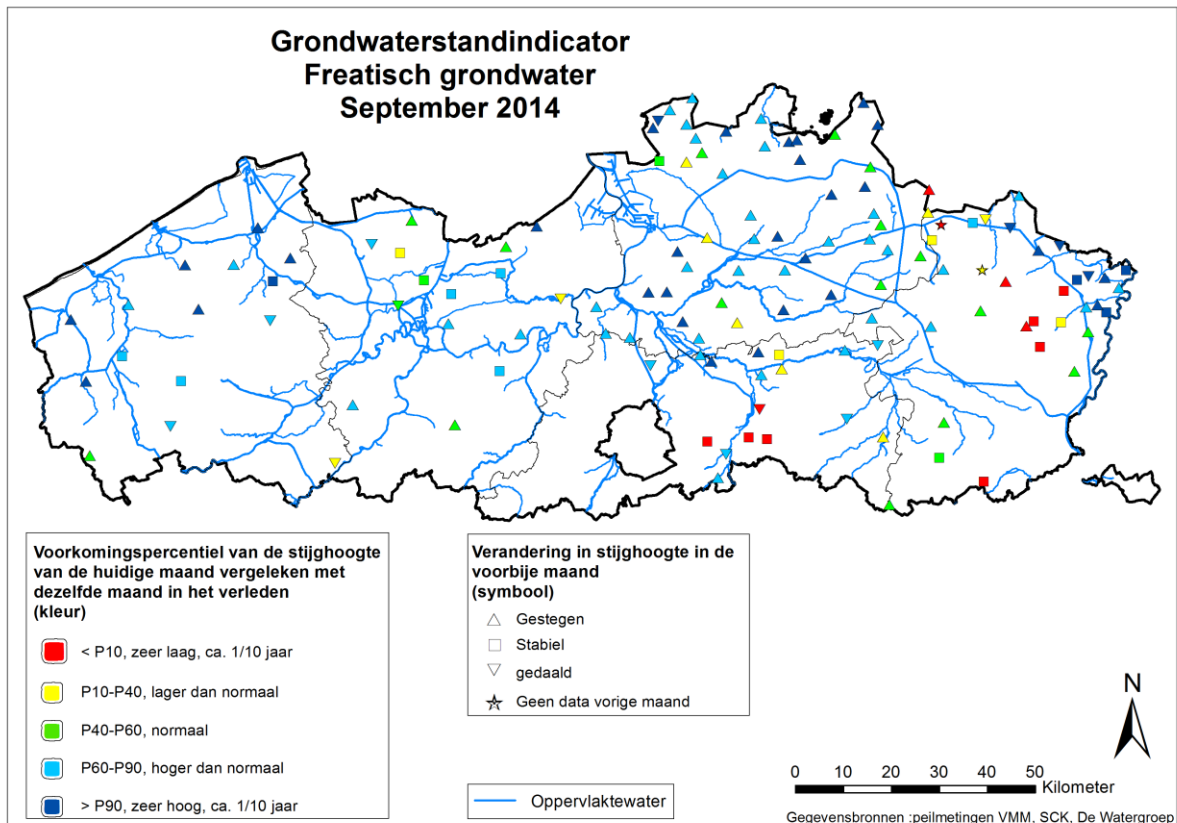 Grondwaterstandindicator
Freatisch grondwater
September 2014
Voorkomingspercentiel van de stijghoogte
van de huidige maand vergeleken met
dezelfde maand in het verleden
(kleur)
< P10, zeer laag, ca. 1/10 jaar
P10-P40, lager dan normaal
P40-P60, normaal
P60-P90, hoger dan normaal
> P90, zeer hoog, ca. 1/10 jaar
Verandering in stijghoogte in de
voorbije maand
(symbool)
Gestegen
Stabiel
gedaald
Geen data vorige maand
Oppervlaktewater
N
0 10 20 30 40 50
Kilometer
Gegevensbronnen :peilmetingen VMM, SCK, De Watergroep